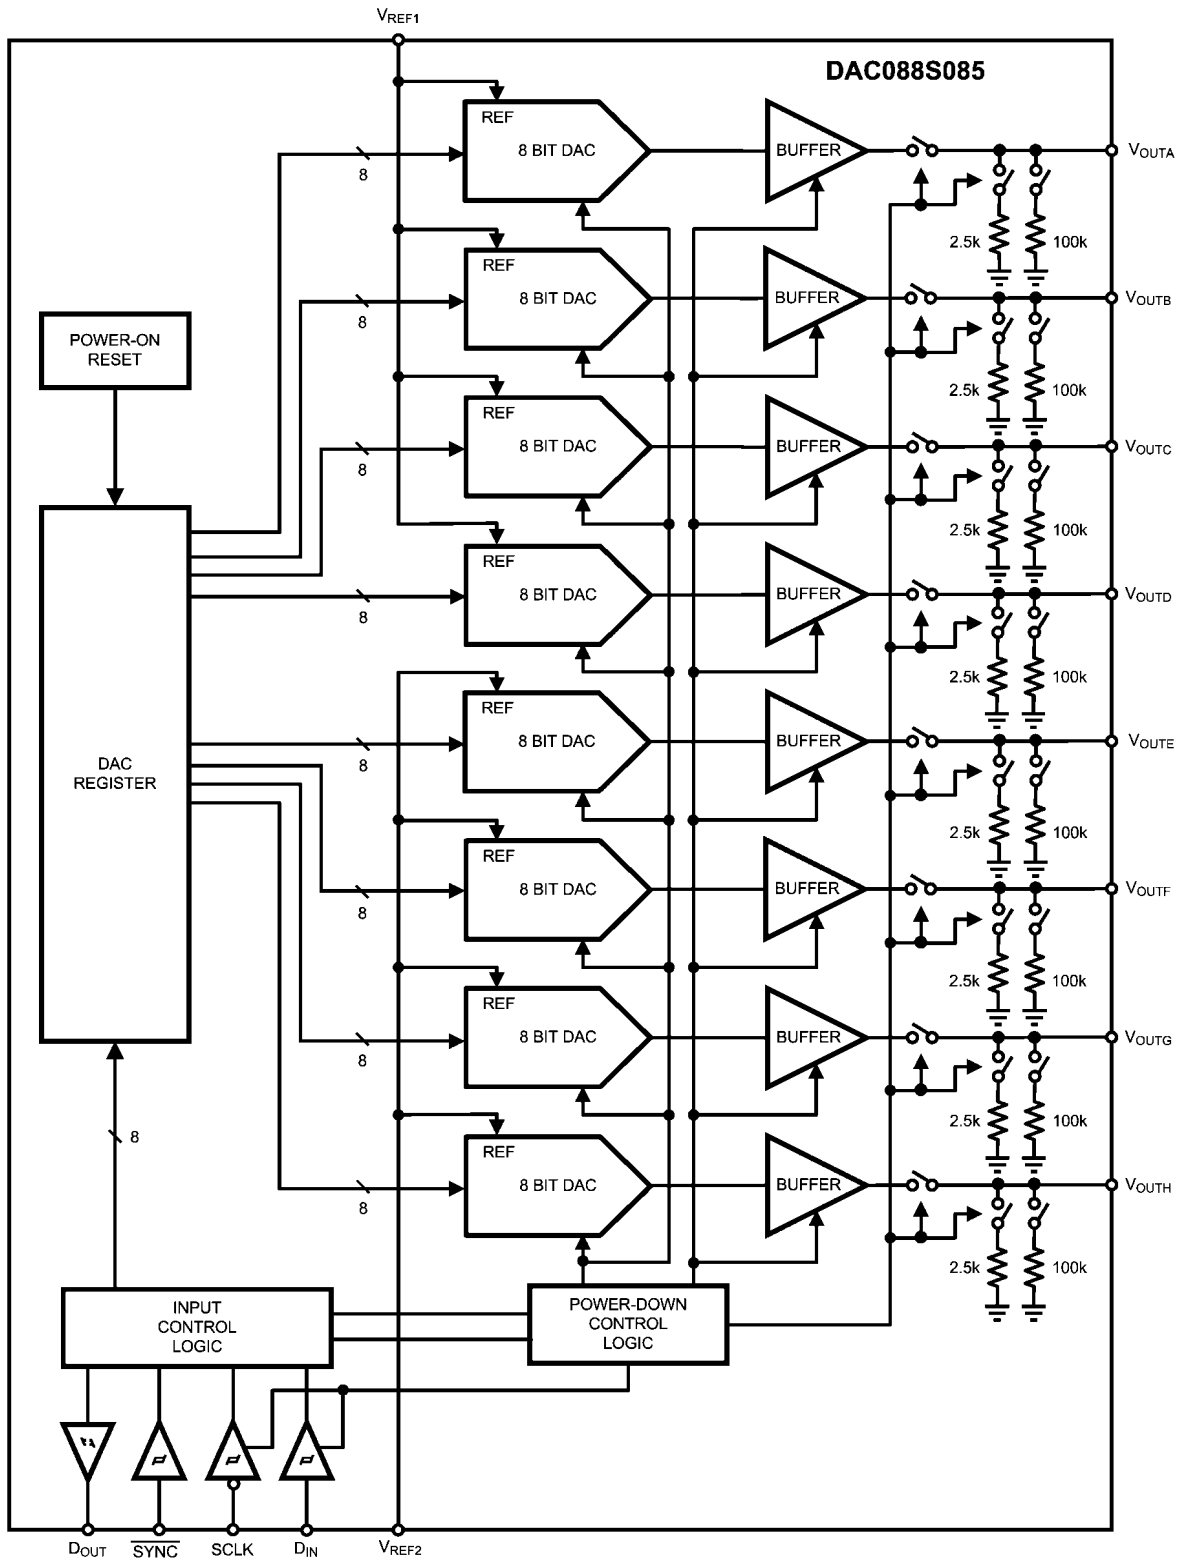 VREF1
DAC088S085
REF
8 BIT DAC
BUFFER
VOUTA
8
2.5k
100k
REF
8 BIT DAC
BUFFER
VOUTB
8
POWER-ON
RESET
2.5k
100k
REF
8 BIT DAC
BUFFER
VOUTC
8
2.5k
100k
REF
8 BIT DAC
BUFFER
VOUTD
8
2.5k
100k
REF
8 BIT DAC
BUFFER
VOUTE
8
DAC
REGISTER
2.5k
100k
REF
8 BIT DAC
BUFFER
VOUTF
8
2.5k
100k
REF
8 BIT DAC
BUFFER
VOUTG
8
2.5k
100k
8
REF
8 BIT DAC
BUFFER
VOUTH
8
2.5k
100k
INPUT
CONTROL
LOGIC
POWER-DOWN
CONTROL
LOGIC
DOUT
SYNC
SCLK
DIN
VREF2